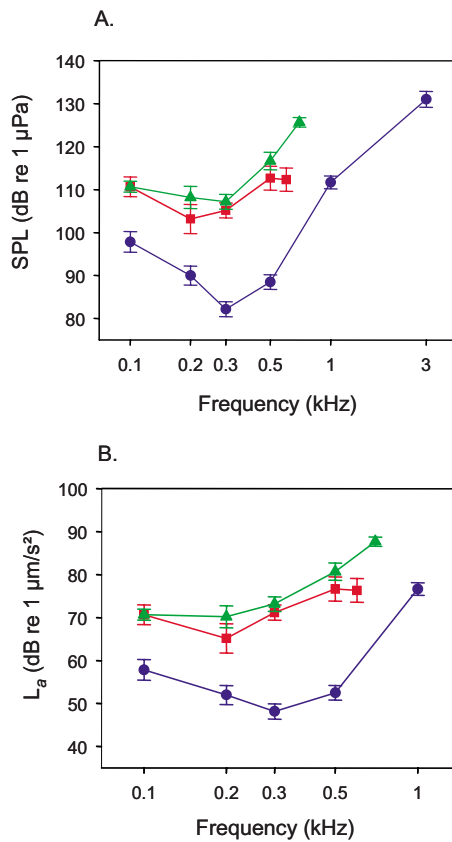 A.
140
130
120
110
100
90
80
SPL (dB re 1 µPa)
0.1 0.2 0.3 0.5 1 3
Frequency (kHz)
B.
100
90
80
70
60
50
40
L
a (dB re 1 µm/s²)
0.1 0.2 0.3 0.5 1
Frequency (kHz)